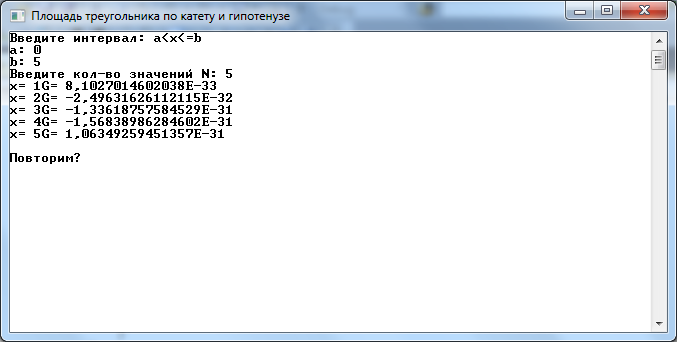 Площадь треугольника по катету и гипотенузе
Введите интервал: a<x<=b
a: 0
b: 5
Введите кол-во значений N: 5
x= 1G= 8,1027014602038E-33
x= 2G= -2,49631626112115E-32
x= 3G= -1,33618757584529E-31
x= 4G= -1,56838986284602E-31
x= 5G= 1,06349259451357E-31
Повторим?